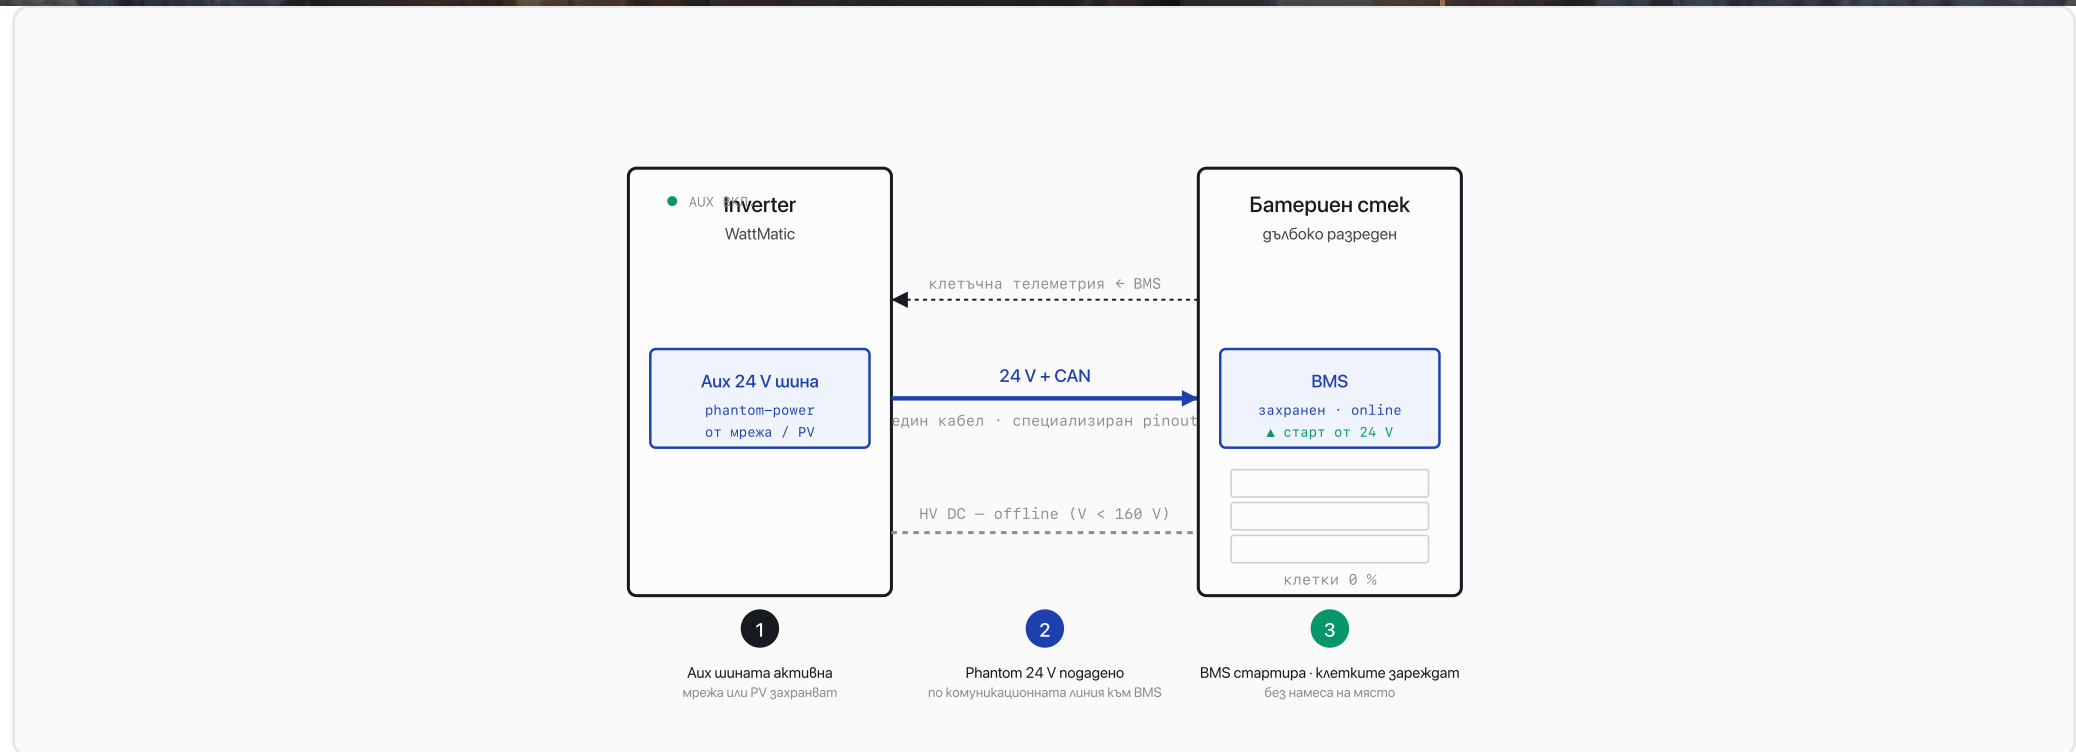 AUX ВКЛ.
Inverter
WattMatic
Батериен стек
дълбоко разреден
клетъчна телеметрия ← BMS
Aux 24 V шина
phantom-power
от мрежа / PV
24 V + CAN
един кабел · специализиран pinout
BMS
захранен · online
▲ старт от 24 V
HV DC — offline (V < 160 V)
клетки 0 %
1
Aux шината активна
мрежа или PV захранват
2
Phantom 24 V подадено
по комуникационната линия към BMS
3
BMS стартира · клетките зареждат
без намеса на място